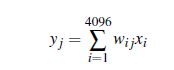 y_j = \sum_{i=1}^{4096} w_{ij} x_i